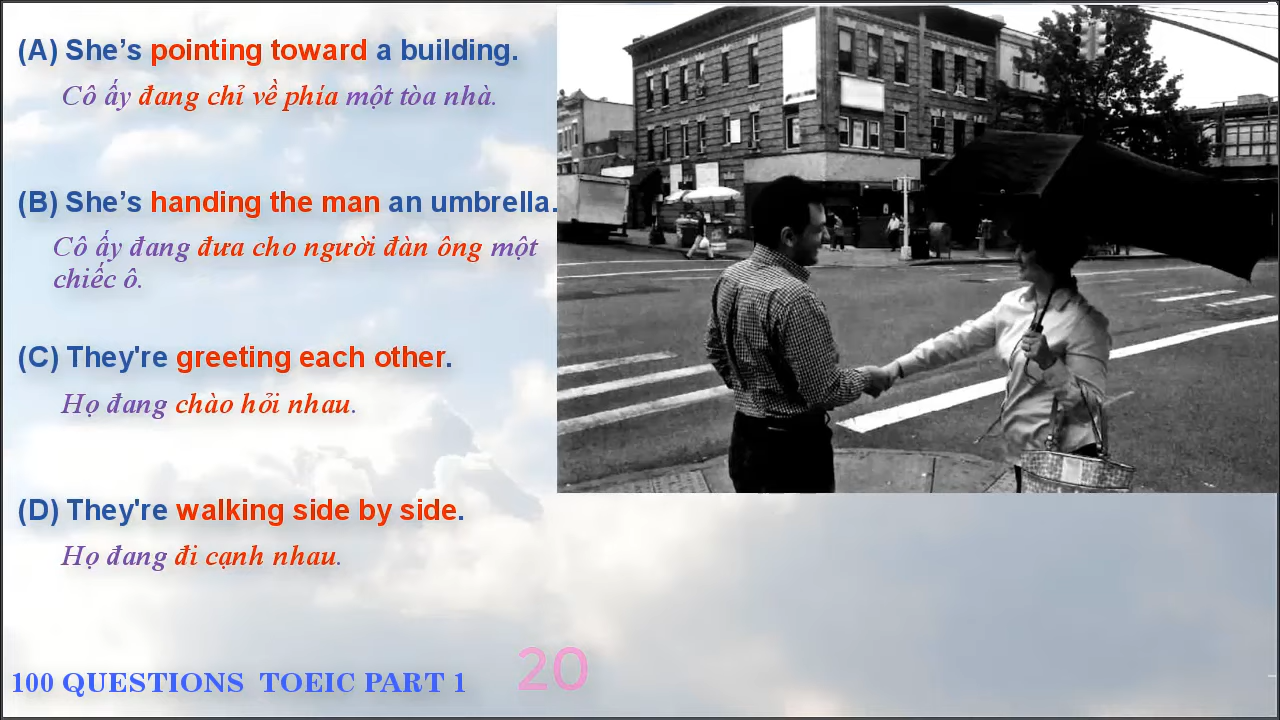 (A) She’s pointing toward a building.
Cô ấy đang chỉ về phía một tòa nhà.
(B) She’s handing the man an umbrella.
Cô ấy đang đưa cho người đàn ông một
chiếc ô.
(C) They're greeting each other.
Họ đang chào hỏi nhau.
(D) They're walking side by side.
Họ đang đi cạnh nhau.
100 QUESTIONS TOEIC PART 1
20